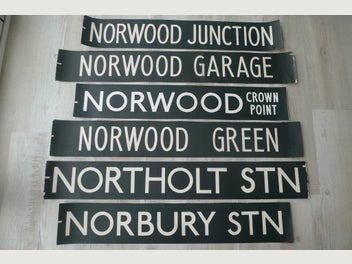 NORWOOD JUNCTION
NORWOOD GARAGE
NORWOOD CROWN POINT
NORWOOD GREEN
NORTHOLT STN
NORBURY STN